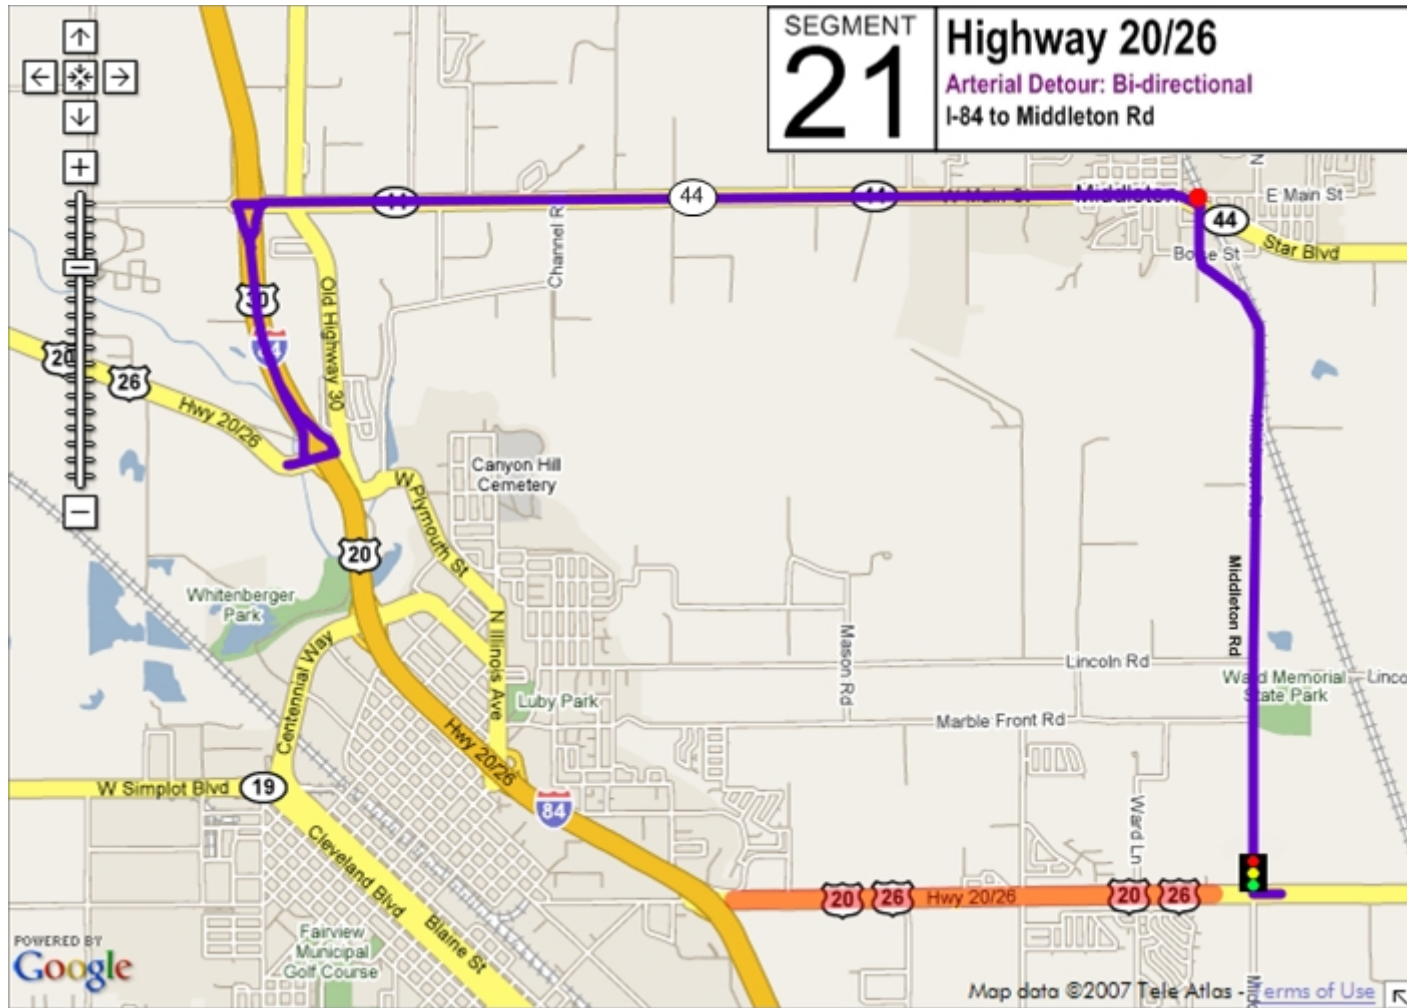 SEGMENT
21
Highway 20/26
Arterial Detour: Bi-directional
I-84 to Middleton Rd
N
44
44
44
W Main St
Middleton
E Main St
44
Star Blvd
Boise St
Channel R
30
84
Old Highway 30
20
26
Hwy 20/26
Canyon Hill
Cemetery
W Plymouth St
20
Whitenberger
Park
Centennial Way
N Illinois Ave
Luby Park
Mason Rd
Lincoln Rd
Marble Front Rd
Middleton Rd
Ward Memorial
State Park
Linco
Hwy 20/26
84
W Simplot Blvd
19
Cleveland Blvd
Blaine St
Ward Ln
20
26
Hwy 20/26
20
26
Fairview
Municipal
Golf Course
POWERED BY
Google
Map data ©2007 Tele Atlas - Terms of Use